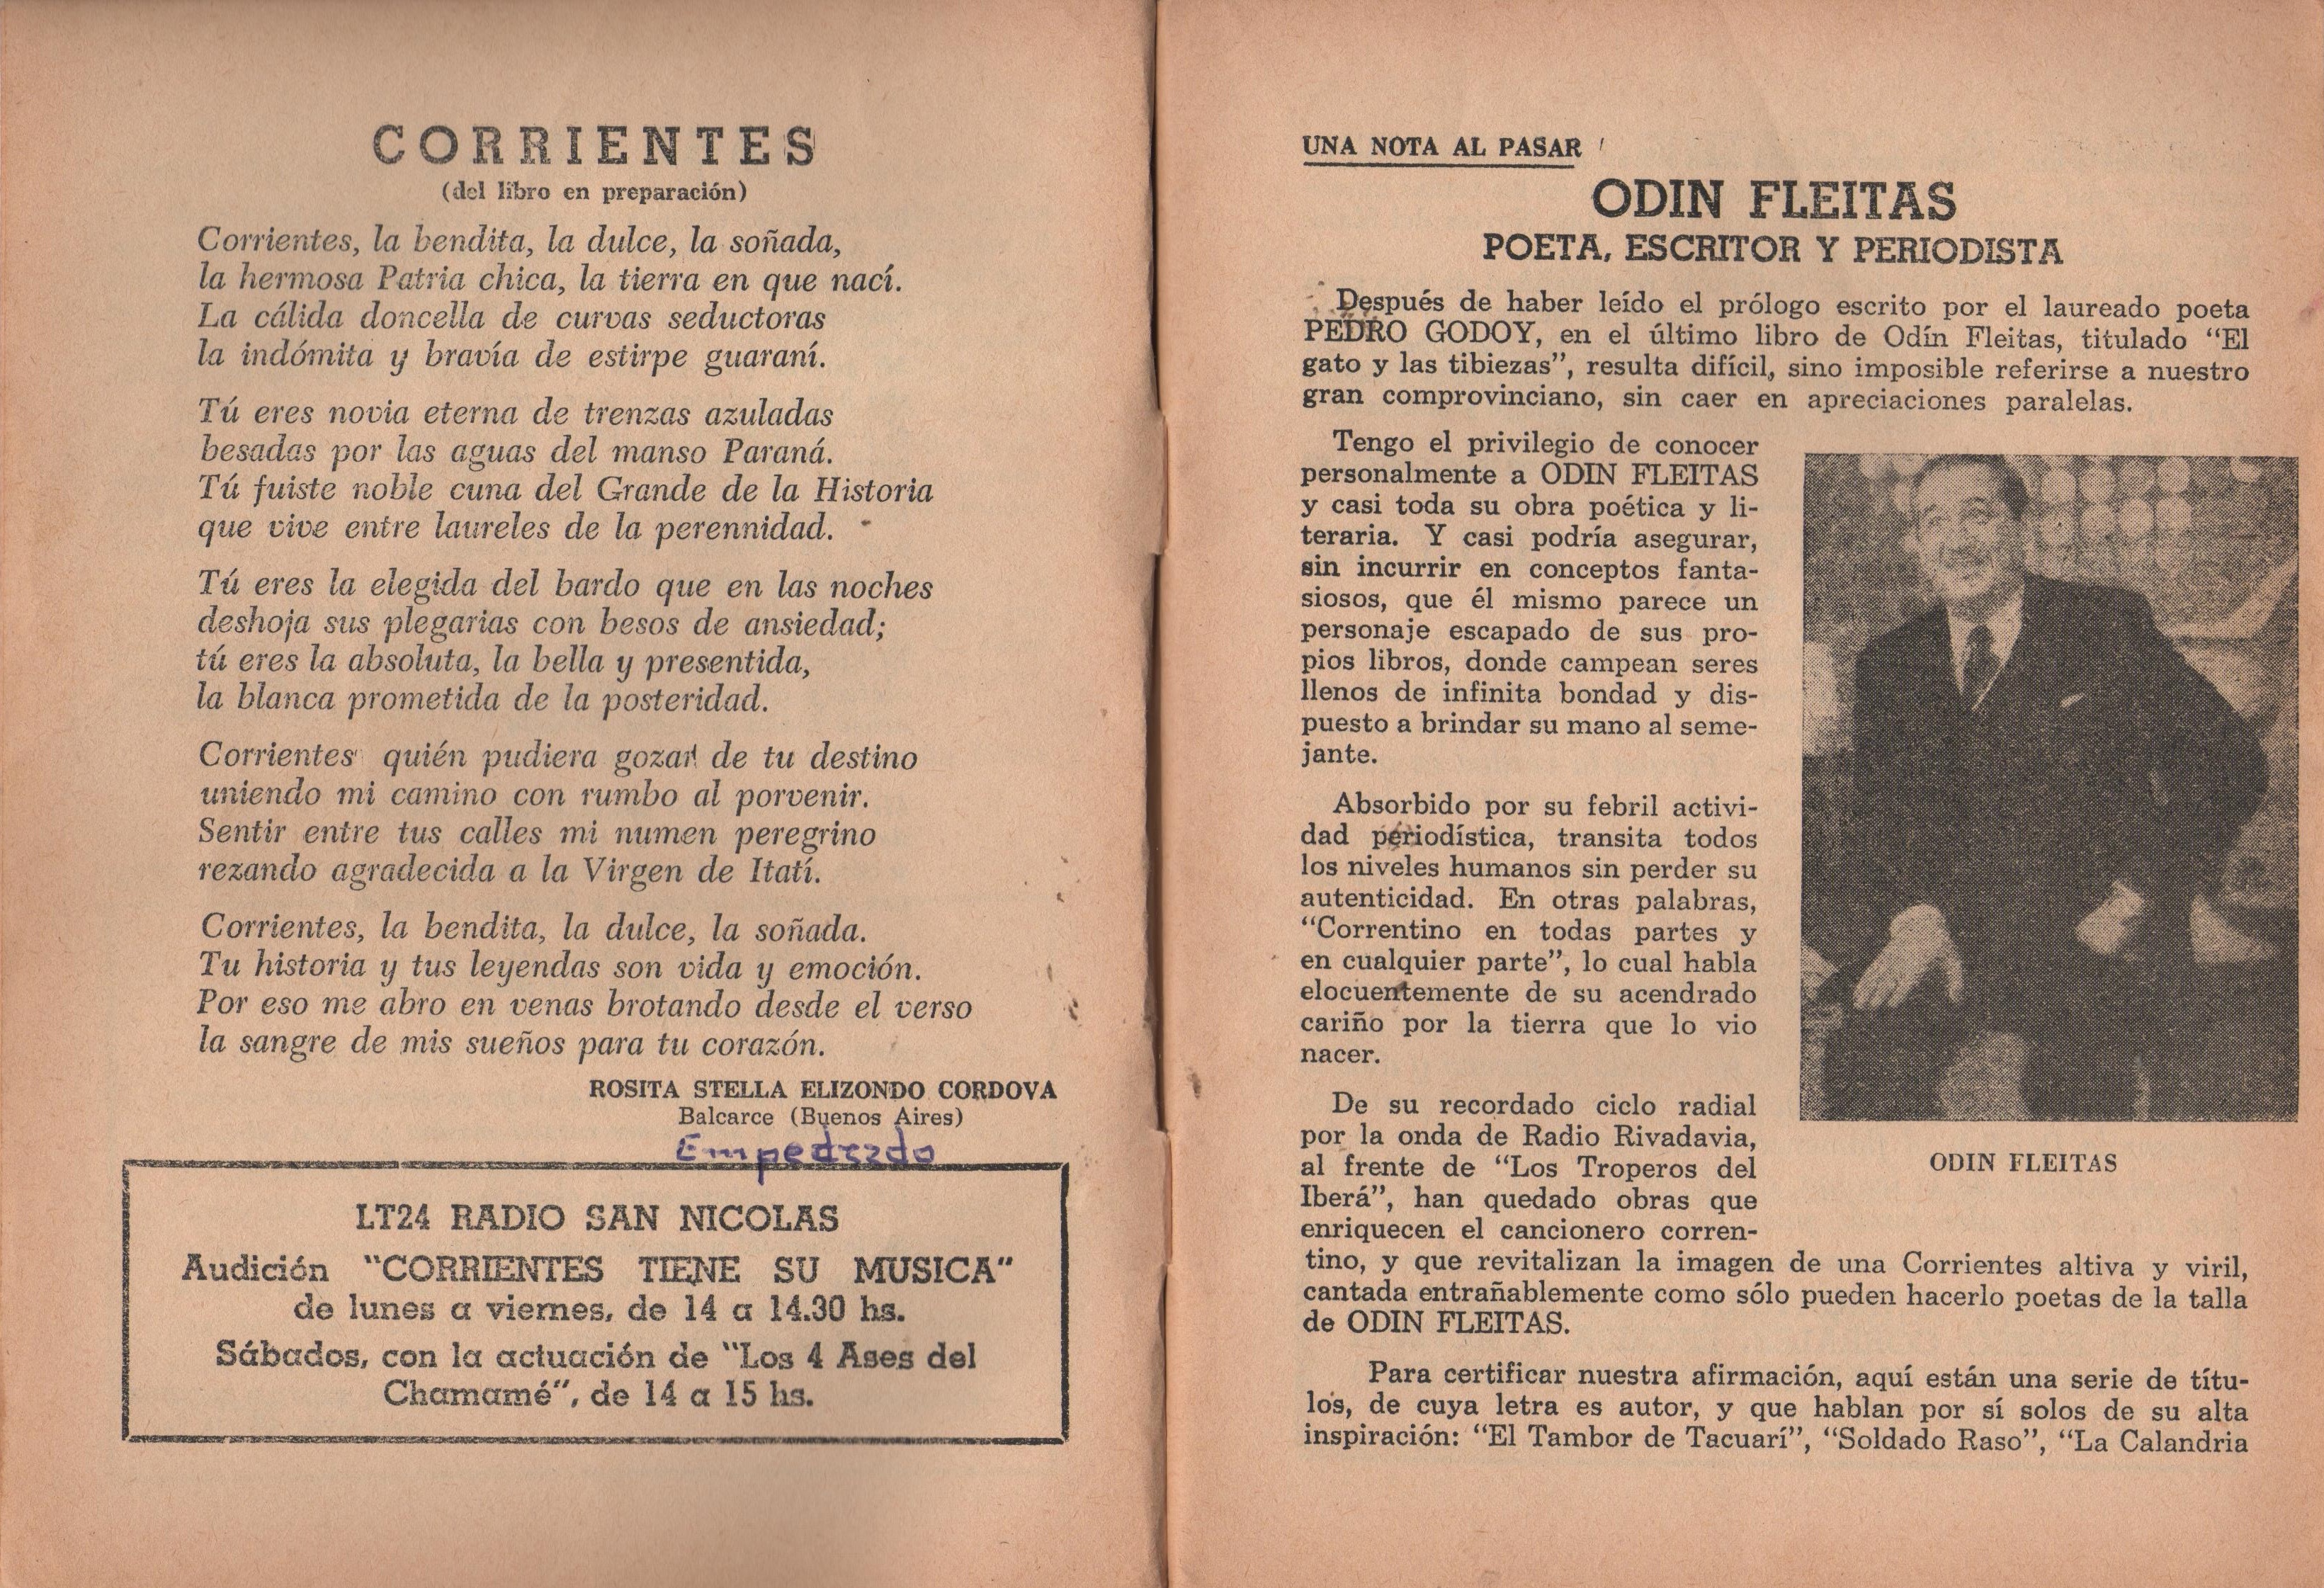 CORRIENTES
(del libro en preparación)
Corrientes, la bendita, la dulce, la soñada,
la hermosa Patria chica, la tierra en que nací.
La cálida doncella de curvas seductoras
la indómita y bravía de estirpe guaraní.
Tú eres novia eterna de trenzas azuladas
besadas por las aguas del manso Paraná.
Tú fuiste noble cuna del Grande de la Historia
que vive entre laureles de la perennidad.
Tú eres la elegida del bardo que en las noches
deshoja sus plegarias con besos de ansiedad;
tú eres la absoluta, la bella y presentida,
la blanca prometida de la posteridad.
Corrientes quién pudiera gozar de tu destino
uniendo mi camino con rumbo al porvenir.
Sentir entre tus calles mi numen peregrino
rezando agradecida a la Virgen de Itatí.
Corrientes, la bendita, la dulce, la soñada.
Tu historia y tus leyendas son vida y emoción.
Por eso me abro en venas brotando desde el verso
la sangre de mis sueños para tu corazón.
ROSITA STELLA ELIZONDO CORDOVA
Balcarce (Buenos Aires)
Empedrado
LT24 RADIO SAN NICOLAS
Audición "CORRIENTES TIENE SU MUSICA"
de lunes a viernes, de 14 a 14.30 hs.
Sábados, con la actuación de "Los 4 Ases del
Chamamé", de 14 a 15 hs.
UNA NOTA AL PASAR
ODIN FLEITAS
POETA, ESCRITOR Y PERIODISTA
Después de haber leído el prólogo escrito por el laureado poeta
PEDRO GODOY, en el último libro de Odín Fleitas, titulado "El
gato y las tibiezas", resulta difícil, sino imposible referirse a nuestro
gran comprovinciano, sin caer en apreciaciones paralelas.
Tengo el privilegio de conocer
personalmente a ODIN FLEITAS
y casi toda su obra poética y li-
teraria. Y casi podría asegurar,
sin incurrir en conceptos fanta-
siosos, que él mismo parece un
personaje escapado de sus pro-
pios libros, donde campean seres
llenos de infinita bondad y dis-
puesto a brindar su mano al seme-
jante.
Absorbido por su febril activi-
dad periodística, transita todos
los niveles humanos sin perder su
autenticidad. En otras palabras,
"Correntino en todas partes y
en cualquier parte", lo cual habla
elocuentemente de su acendrado
cariño por la tierra que lo vio
nacer.
De su recordado ciclo radial
por la onda de Radio Rivadavia,
al frente de "Los Troperos del
Iberá", han quedado obras que
enriquecen el cancionero corren-
tino, y que revitalizan la imagen de una Corrientes altiva y viril,
cantada entrañablemente como sólo pueden hacerlo poetas de la talla
de ODIN FLEITAS.
ODIN FLEITAS
Para certificar nuestra afirmación, aquí están una serie de títu-
los, de cuya letra es autor, y que hablan por sí solos de su alta
inspiración: "El Tambor de Tacuarí", "Soldado Raso", "La Calandria